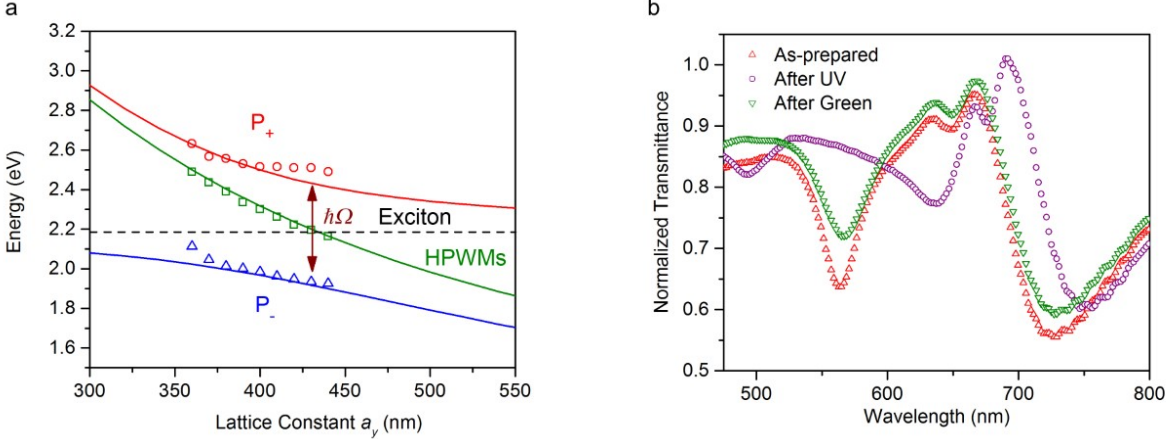 a
3.2
3.0
2.8
2.6
2.4
2.2
2.0
1.8
1.6
Energy (eV)
P+
ℏΩ
Exciton
HPWMs
P-
300 350 400 450 500 550
Lattice Constant ay (nm)
b
1.0
0.9
0.8
0.7
0.6
0.5
Normalized Transmittance
As-prepared
After UV
After Green
500 600 700 800
Wavelength (nm)